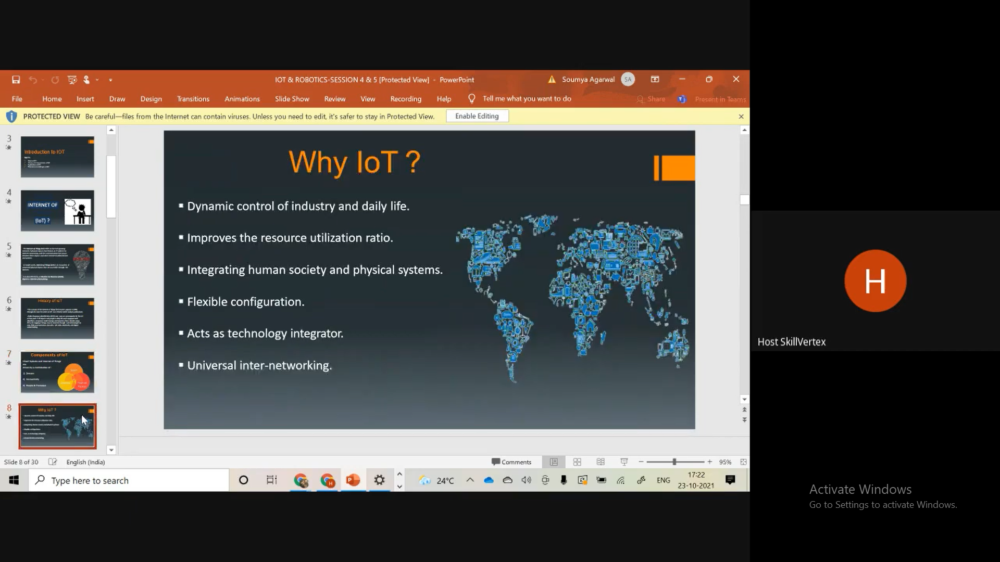 IOT & ROBOTICS-SESSION 4 & 5 [Protected View] - PowerPoint
Soumya Agarwal
SA
File Home Insert Draw Design Transitions Animations Slide Show Review View Recording Help Tell me what you want to do
Share
Present in Teams
PROTECTED VIEW Be careful—files from the Internet can contain viruses. Unless you need to edit, it's safer to stay in Protected View.
Enable Editing
3
Introduction to IOT
4
INTERNET OF
(IoT) ?
5
6
History of IoT
7
Components of IoT
8
Why IoT ?
Why IoT ?
▪ Dynamic control of industry and daily life.
▪ Improves the resource utilization ratio.
▪ Integrating human society and physical systems.
▪ Flexible configuration.
▪ Acts as technology integrator.
▪ Universal inter-networking.
Slide 8 of 30
English (India)
Comments
95%
Type here to search
24°C
ENG
17:22
23-10-2021
H
Host SkillVertex
Activate Windows
Go to Settings to activate Windows.